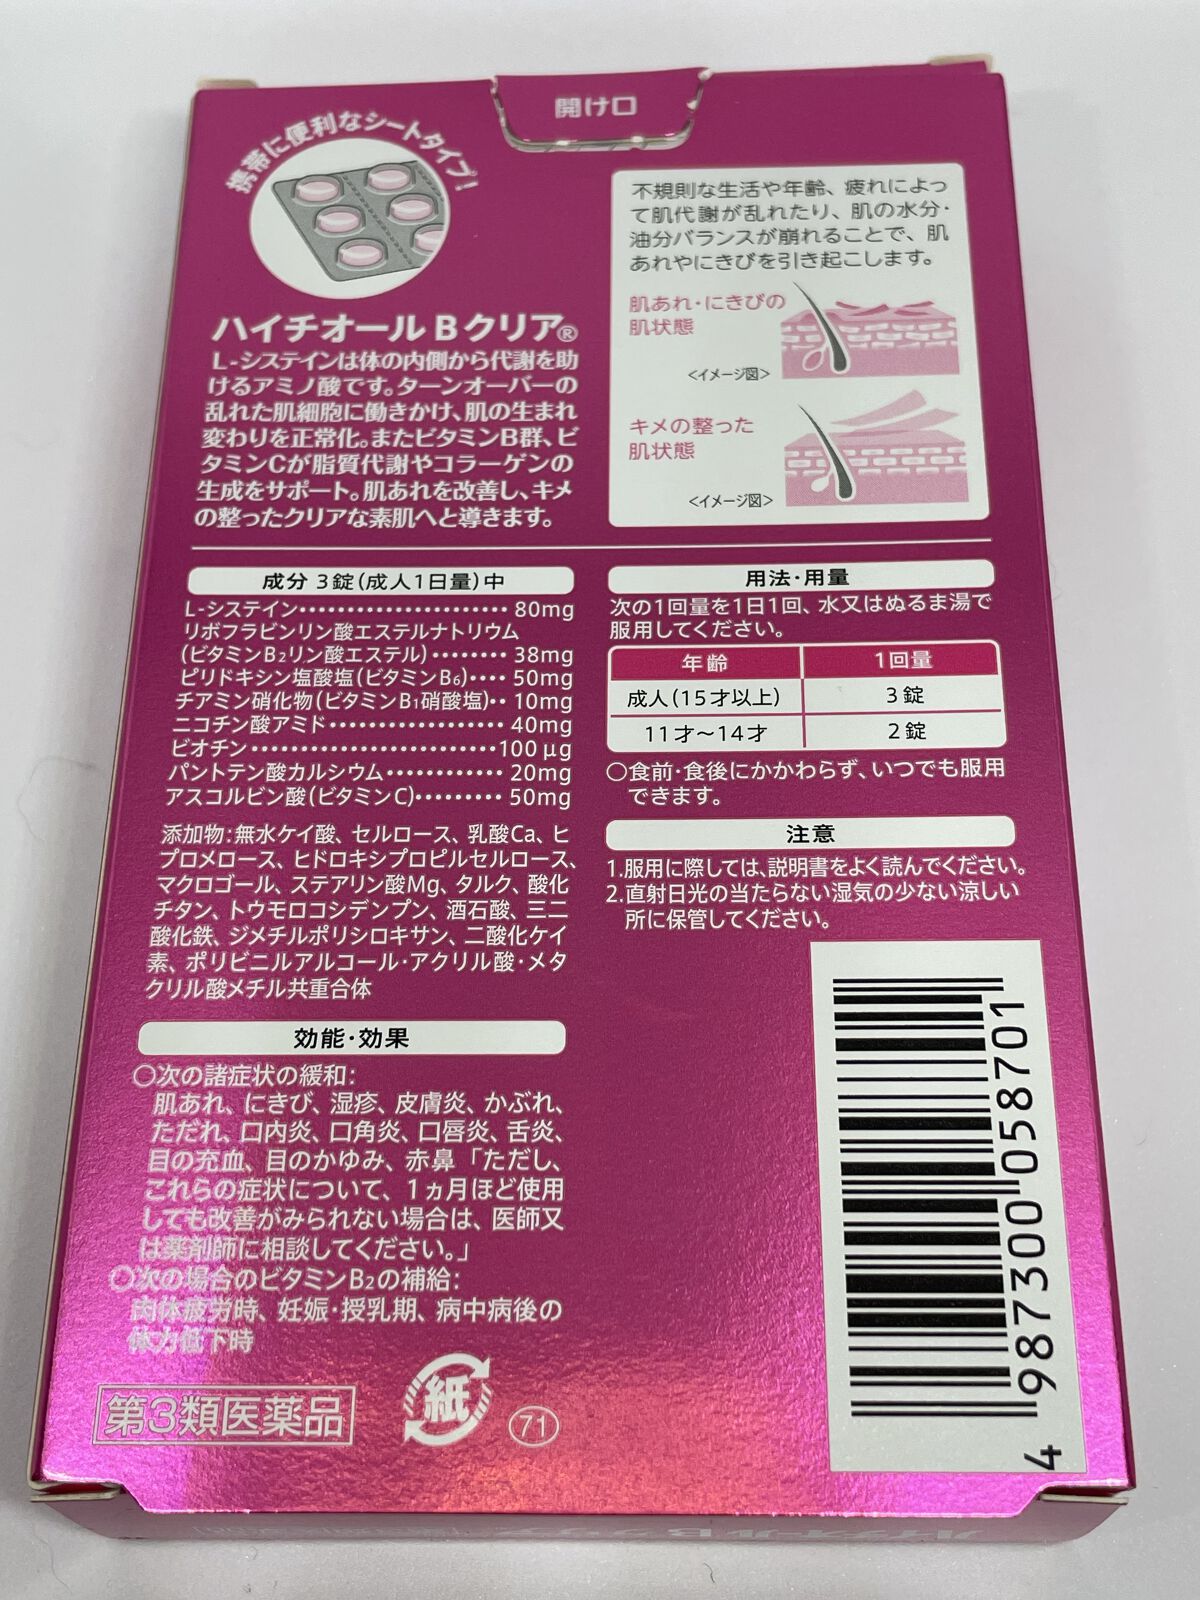 開け口
携帯に便利なシートタイプ!
ハイチオールBクリア®
L-システインは体の内側から代謝を助
けるアミノ酸です。ターンオーバーの
乱れた肌細胞に働きかけ、肌の生まれ
変わりを正常化。またビタミンB群、ビ
タミンCが脂質代謝やコラーゲンの
生成をサポート。肌あれを改善し、キメ
の整ったクリアな素肌へと導きます。
不規則な生活や年齢、疲れによっ
て肌代謝が乱れたり、肌の水分・
油分バランスが崩れることで、肌
あれやにきびを引き起こします。
肌あれ・にきびの
肌状態
<イメージ図>
キメの整った
肌状態
<イメージ図>
成分 3錠(成人1日量)中
L-システイン・・・・・・・・・・・・・・・・・・・・・ 80mg
リボフラビンリン酸エステルナトリウム
(ビタミンB₂リン酸エステル)・・・・・・・・ 38mg
ピリドキシン塩酸塩(ビタミンB₆)・・・・ 50mg
チアミン硝化物(ビタミンB₁硝酸塩)・・ 10mg
ニコチン酸アミド・・・・・・・・・・・・・・・・・・ 40mg
ビオチン・・・・・・・・・・・・・・・・・・・・・・・・・100μg
パントテン酸カルシウム・・・・・・・・・・・・ 20mg
アスコルビン酸(ビタミンC)・・・・・・・・・ 50mg
添加物:無水ケイ酸、セルロース、乳酸Ca、ヒ
プロメロース、ヒドロキシプロピルセルロース、
マクロゴール、ステアリン酸Mg、タルク、酸化
チタン、トウモロコシデンプン、酒石酸、三二
酸化鉄、ジメチルポリシロキサン、二酸化ケイ
素、ポリビニルアルコール・アクリル酸・メタ
クリル酸メチル共重合体
効能・効果
○次の諸症状の緩和:
肌あれ、にきび、湿疹、皮膚炎、かぶれ、
ただれ、口内炎、口角炎、口唇炎、舌炎、
目の充血、目のかゆみ、赤鼻「ただし、
これらの症状について、1ヵ月ほど使用
しても改善がみられない場合は、医師又
は薬剤師に相談してください。」
○次の場合のビタミンB₂の補給:
肉体疲労時、妊娠・授乳期、病中病後の
体力低下時
第3類医薬品
紙
71
用法・用量
次の1回量を1日1回、水又はぬるま湯で
服用してください。
年齢 1回量
成人(15才以上) 3錠
11才〜14才 2錠
○食前・食後にかかわらず、いつでも服用
できます。
注意
1.服用に際しては、説明書をよく読んでください。
2.直射日光の当たらない湿気の少ない涼しい
所に保管してください。
4987300058701
ハイチオールBクリア